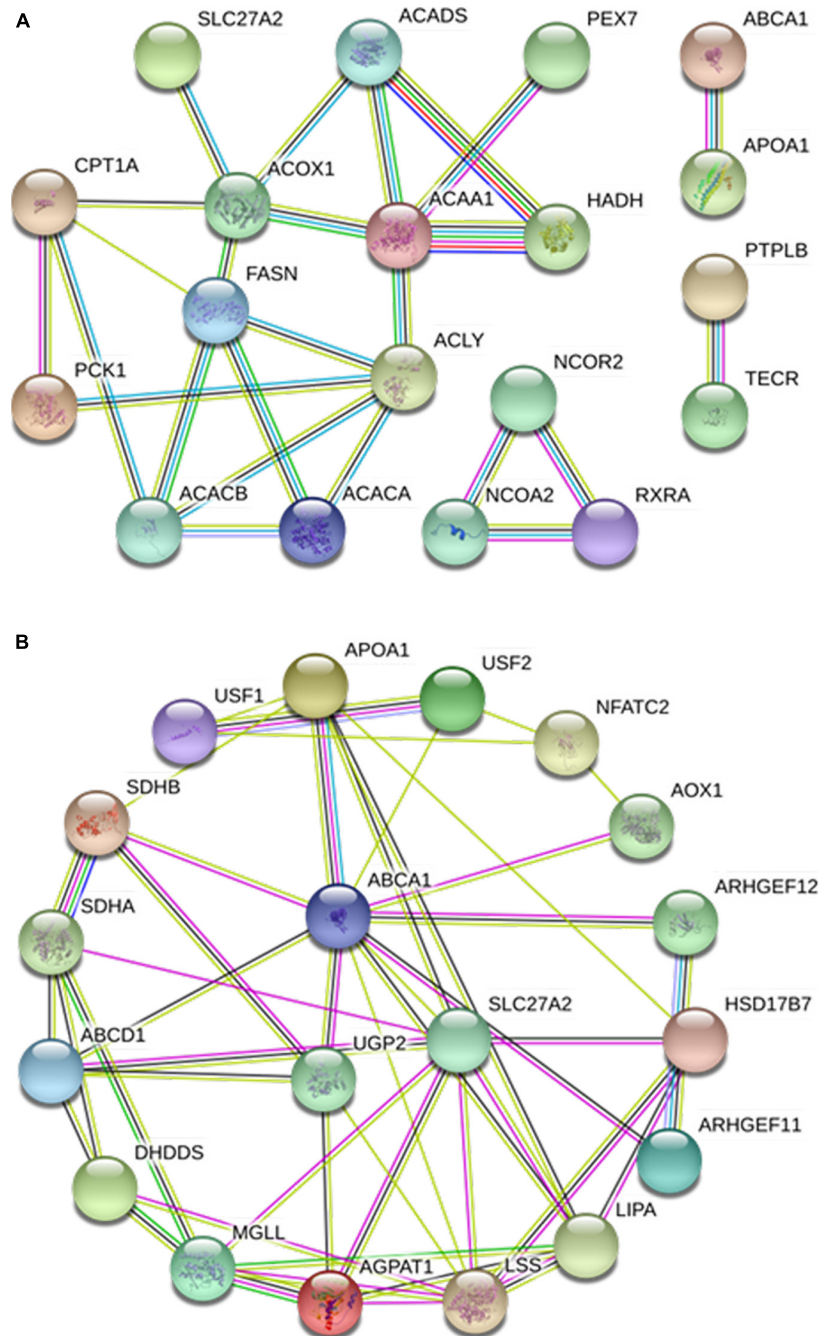 A
SLC27A2
ACADS
PEX7
ABCA1
CPT1A
ACOX1
ACAA1
HADH
APOA1
FASN
PTPLB
PCK1
ACLY
NCOR2
TECR
ACACB
ACACA
NCOA2
RXRA
B
APOA1
USF2
USF1
NFATC2
SDHB
AOX1
ABCA1
ARHGEF12
SDHA
SLC27A2
HSD17B7
ABCD1
UGP2
ARHGEF11
DHDDS
LIPA
MGLL
AGPAT1
LSS